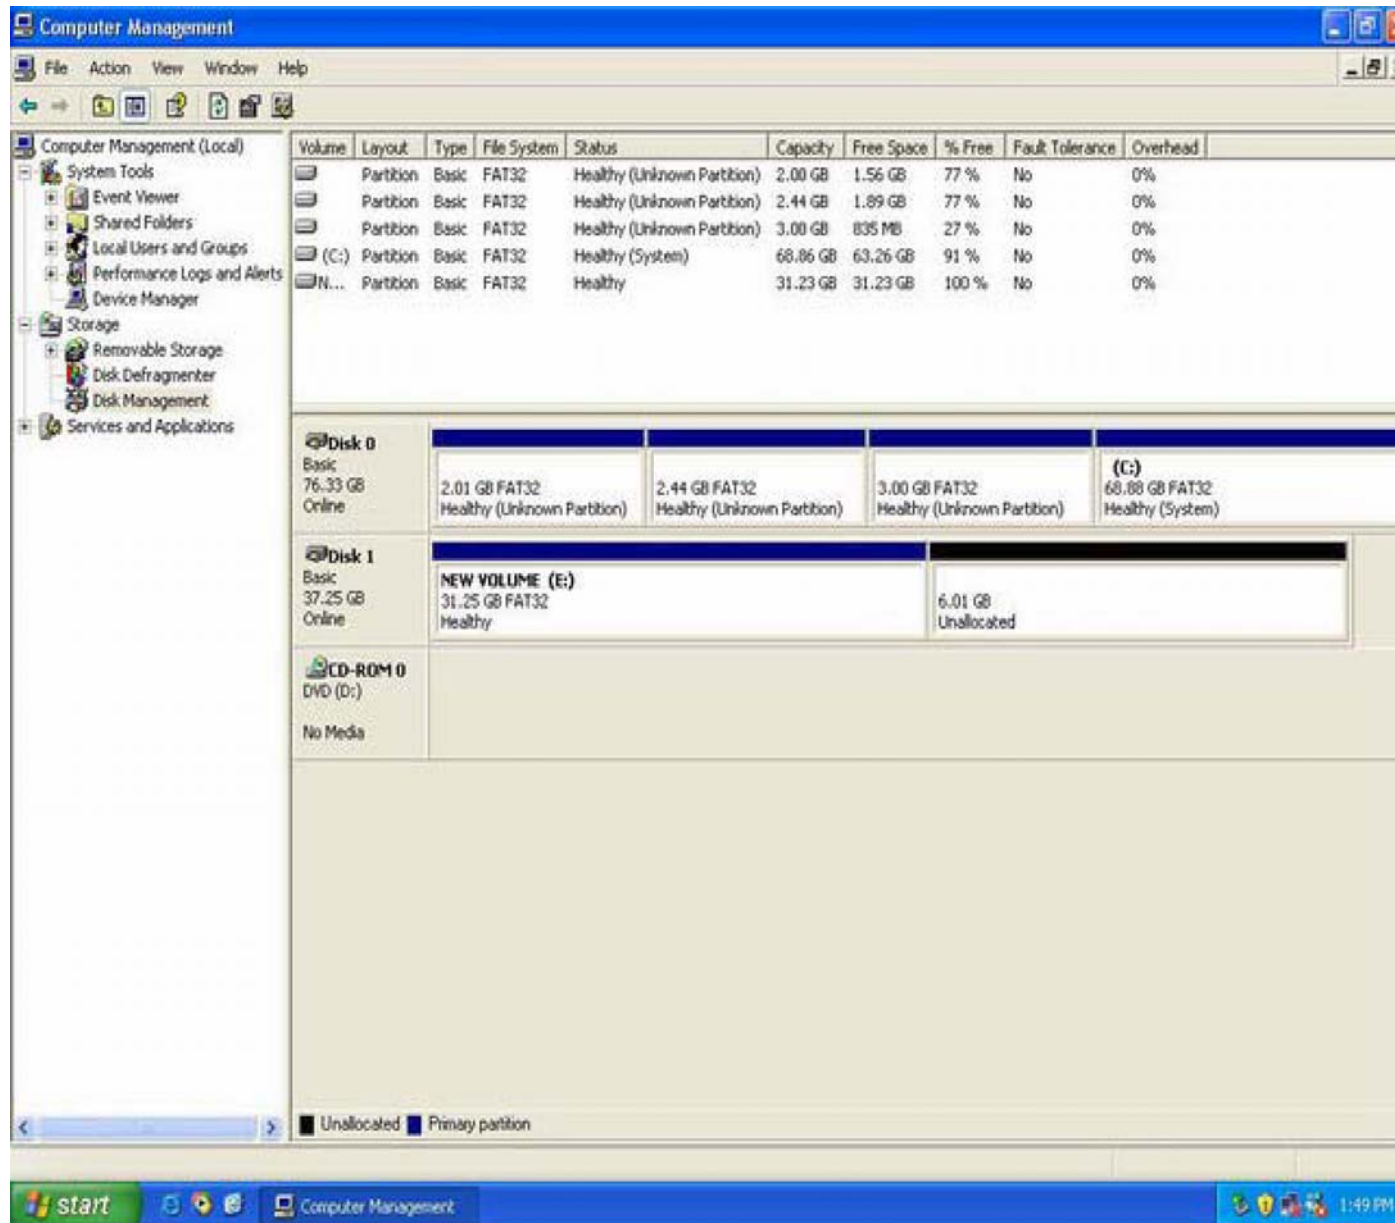 Computer Management
File Action View Window Help
Computer Management (Local)
System Tools
Event Viewer
Shared Folders
Local Users and Groups
Performance Logs and Alerts
Device Manager
Storage
Removable Storage
Disk Defragmenter
Disk Management
Services and Applications
Volume Layout Type File System Status Capacity Free Space % Free Fault Tolerance Overhead
Partition Basic FAT32 Healthy (Unknown Partition) 2.00 GB 1.56 GB 77 % No 0%
Partition Basic FAT32 Healthy (Unknown Partition) 2.44 GB 1.89 GB 77 % No 0%
Partition Basic FAT32 Healthy (Unknown Partition) 3.00 GB 835 MB 27 % No 0%
(C:) Partition Basic FAT32 Healthy (System) 68.86 GB 63.26 GB 91 % No 0%
N... Partition Basic FAT32 Healthy 31.23 GB 31.23 GB 100 % No 0%
Disk 0
Basic
76.33 GB
Online
2.01 GB FAT32
Healthy (Unknown Partition)
2.44 GB FAT32
Healthy (Unknown Partition)
3.00 GB FAT32
Healthy (Unknown Partition)
(C:)
68.88 GB FAT32
Healthy (System)
Disk 1
Basic
37.25 GB
Online
NEW VOLUME (E:)
31.25 GB FAT32
Healthy
6.01 GB
Unallocated
CD-ROM 0
DVD (D:)
No Media
Unallocated Primary partition
start Computer Management 1:49 PM